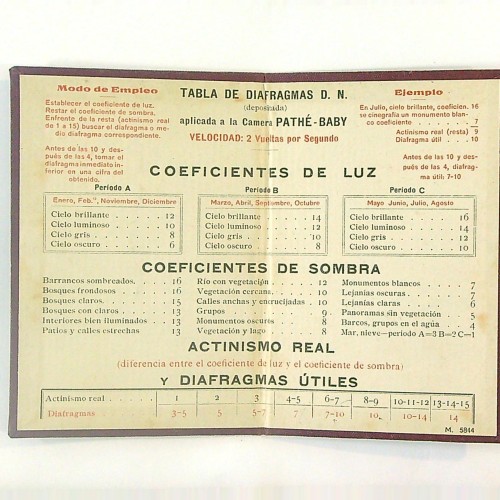 Modo de Empleo
Establecer el coeficiente de luz.
Restar el coeficiente de sombra.
Enfrente de la resta (actinismo real
de 1 a 15) buscar el diafragma o me-
dio diafragma correspondiente.
Antes de las 10 y des-
pués de las 4, tomar el
diafragma inmediato in-
ferior en una cifra del
obtenido.
TABLA DE DIAFRAGMAS D. N.
(depositada)
aplicada a la Camera PATHÉ-BABY
VELOCIDAD: 2 Vueltas por Segundo
Ejemplo
En Julio, cielo brillante, coeficien. 16
se cinegrafia un monumento blan-
co coeficiente . . . . 7
Actinismo real (resta) 9
Diafragma útil . . . . 10
Antes de las 10 y des-
pués de las 4, diafrag-
ma útil: 7-10
COEFICIENTES DE LUZ
Período A
Enero, Feb.º, Noviembre, Diciembre
Cielo brillante . . . . 12
Cielo luminoso . . . . 10
Cielo gris . . . . 8
Cielo oscuro . . . . 6
Período B
Marzo, Abril, Septiembre, Octubre
Cielo brillante . . . . 14
Cielo luminoso . . . . 12
Cielo gris . . . . 10
Cielo oscuro . . . . 8
Período C
Mayo Junio, Julio, Agosto
Cielo brillante . . . . 16
Cielo luminoso . . . . 14
Cielo gris . . . . 12
Cielo oscuro . . . . 10
COEFICIENTES DE SOMBRA
Barrancos sombreados. . . . 16
Bosques frondosos . . . . 16
Bosques claros. . . . 15
Bosques con claros . . . . 13
Interiores bien iluminados . . 13
Patios y calles estrechas . . 13
Río con vegetación . . . . 12
Vegetación cercana. . . . 10
Calles anchas y encrucijadas . 10
Grupos . . . . 9
Monumentos oscuros . . . . 8
Vegetación y lago . . . . 8
Monumentos blancos . . . . 7
Lejanías oscuras . . . . 7
Lejanías claras . . . . 6
Panoramas sin vegetación . . 5
Barcos, grupos en el agua . . 4
Mar, nieve—período A=3 B=2 C—1
ACTINISMO REAL
(diferencia entre el coeficiente de luz y el coeficiente de sombra)
Y DIAFRAGMAS ÚTILES
Actinismo real . . . . 1 2 3 4-5 6-7 8-9 10-11-12 13-14-15
Diafragmas 3-5 5 5-7 7 7-10 10 10-14 14
M. 5844